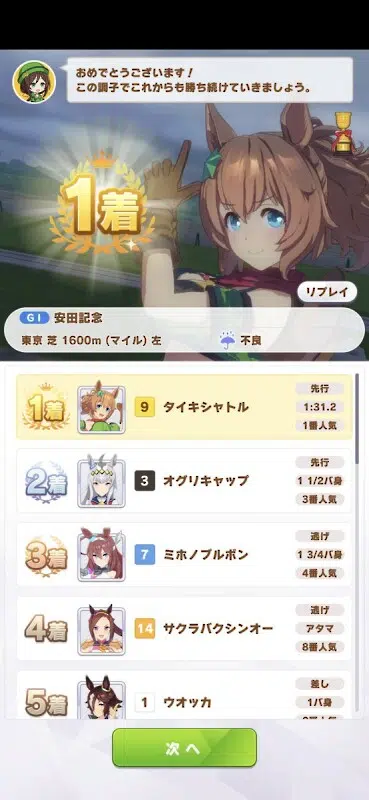 おめでとうございます!
この調子でこれからも勝ち続けていきましょう。
1着
リプレイ
GI 安田記念
東京 芝 1600m (マイル) 左 不良
1着 9 タイキシャトル 先行 1:31.2 1番人気
2着 3 オグリキャップ 先行 1 1/2バ身 3番人気
3着 7 ミホノブルボン 逃げ 1 3/4バ身 4番人気
4着 14 サクラバクシンオー 逃げ アタマ 8番人気
5着 1 ウオッカ 差し 1バ身
次へ